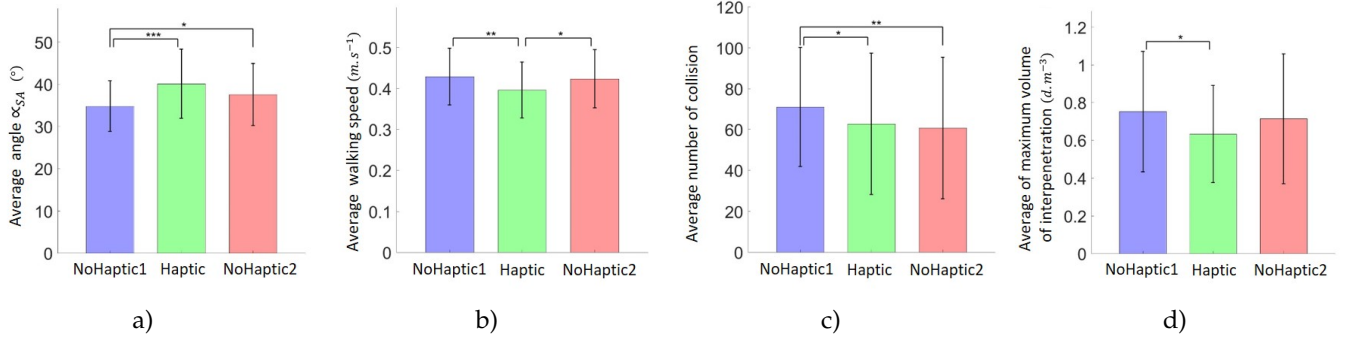 Average angle ∝SA (°)
60
50
40
30
20
10
0
*
***
NoHaptic1 Haptic NoHaptic2
a)
Average walking speed (m.s⁻¹)
0.5
0.4
0.3
0.2
0.1
0
** *
NoHaptic1 Haptic NoHaptic2
b)
Average number of collision
120
100
80
60
40
20
0
**
*
NoHaptic1 Haptic NoHaptic2
c)
Average of maximum volume
of interpenetration (d.m⁻³)
1.2
1
0.8
0.6
0.4
0.2
0
*
NoHaptic1 Haptic NoHaptic2
d)